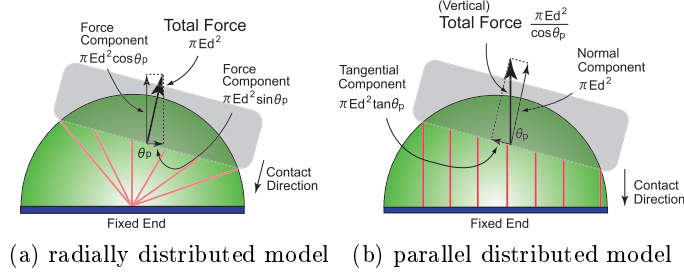 Force
Component
πEd²cosθp
Total Force
πEd²
Force
Component
πEd²sinθp
θp
Contact
Direction
Fixed End
(a) radially distributed model
(Vertical)
Total Force πEd²/cosθp
Tangential
Component
πEd²tanθp
Normal
Component
πEd²
θp
Contact
Direction
Fixed End
(b) parallel distributed model